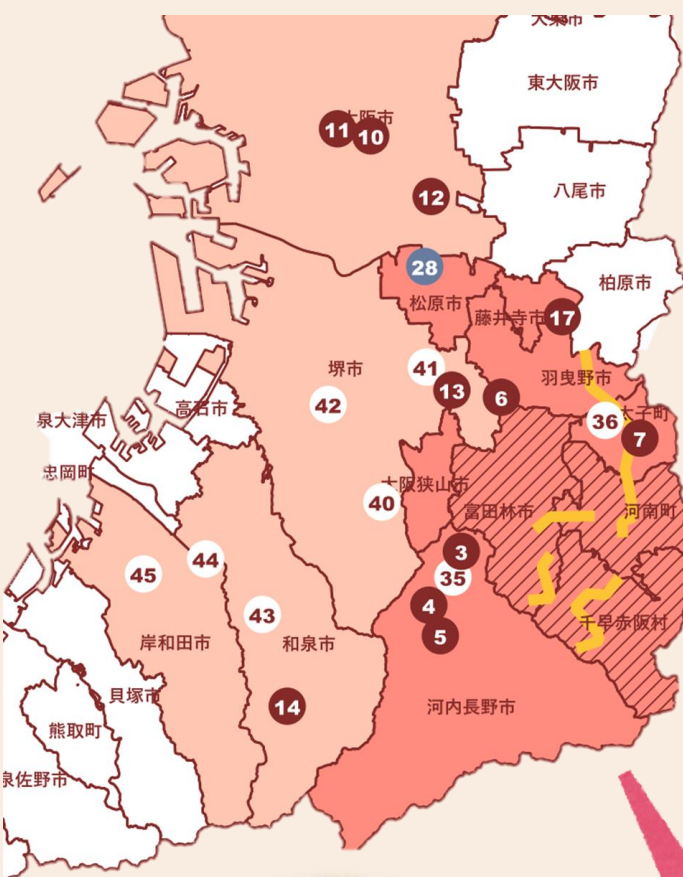 東大阪市
大阪市
11
10
八尾市
12
柏原市
28
松原市
藤井寺市
17
堺市
41
羽曳野市
13
6
42
高石市
太子町
36
泉大津市
7
忠岡町
大阪狭山市
40
富田林市
河南町
3
44
45
35
4
43
千早赤阪村
5
岸和田市
和泉市
貝塚市
14
河内長野市
熊取町
泉佐野市